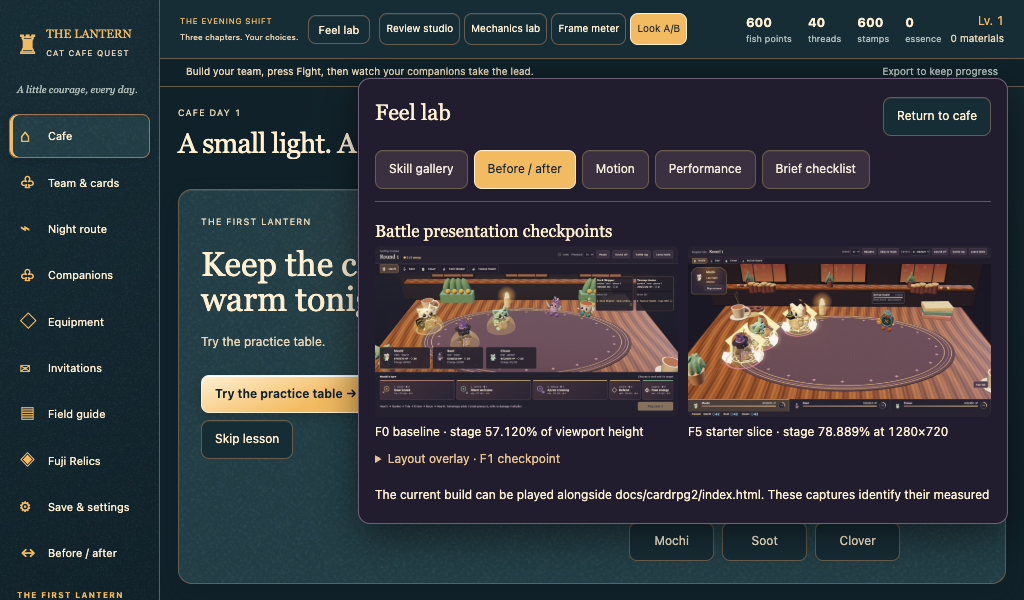 THE LANTERN
CAT CAFE QUEST
A little courage, every day.
Cafe
Team & cards
Night route
Companions
Equipment
Invitations
Field guide
Fuji Relics
Save & settings
Before / after
THE FIRST LANTERN
THE EVENING SHIFT
Three chapters. Your choices.
Feel lab
Review studio
Mechanics lab
Frame meter
Look A/B
600 fish points
40 threads
600 stamps
0 essence
Lv. 1
0 materials
Build your team, press Fight, then watch your companions take the lead.
Export to keep progress
CAFE DAY 1
A small light. A
THE FIRST LANTERN
Keep the c
warm tonig
Try the practice table.
Try the practice table →
Skip lesson
Feel lab
Return to cafe
Skill gallery
Before / after
Motion
Performance
Brief checklist
Battle presentation checkpoints
F0 baseline · stage 57.120% of viewport height
F5 starter slice · stage 78.889% at 1280×720
Layout overlay · F1 checkpoint
The current build can be played alongside docs/cardrpg2/index.html. These captures identify their measured
Mochi
Soot
Clover